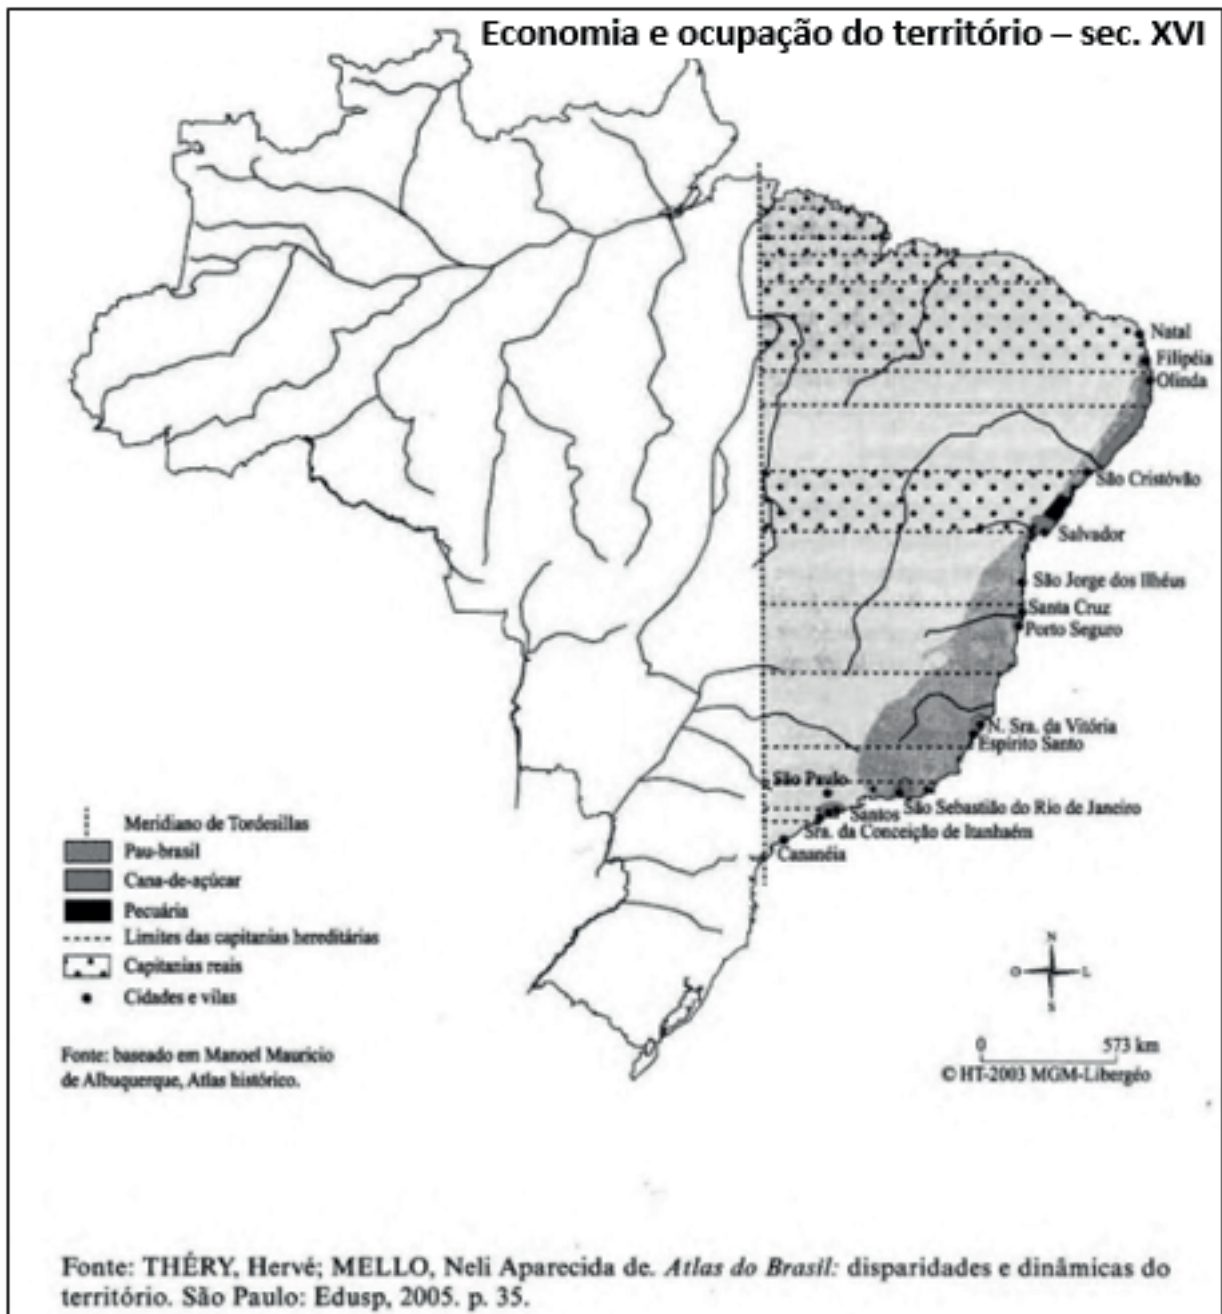 Economia e ocupação do território – sec. XVI
Natal
Filipéia
Olinda
São Cristóvão
Salvador
São Jorge dos Ilhéus
Santa Cruz
Porto Seguro
N. Sra. da Vitória
Espírito Santo
São Paulo
São Sebastião do Rio de Janeiro
Santos
Sra. da Conceição de Itanhaém
Cananéia
Meridiano de Tordesillas
Pau-brasil
Cana-de-açúcar
Pecuária
Limites das capitanias hereditárias
Capitanias reais
Cidades e vilas
Fonte: baseado em Manoel Mauricio
de Albuquerque, Atlas histórico.
N
O
L
S
0 573 km
© HT-2003 MGM-Libergéo
Fonte: THÉRY, Hervé; MELLO, Neli Aparecida de. Atlas do Brasil: disparidades e dinâmicas do
território. São Paulo: Edusp, 2005. p. 35.